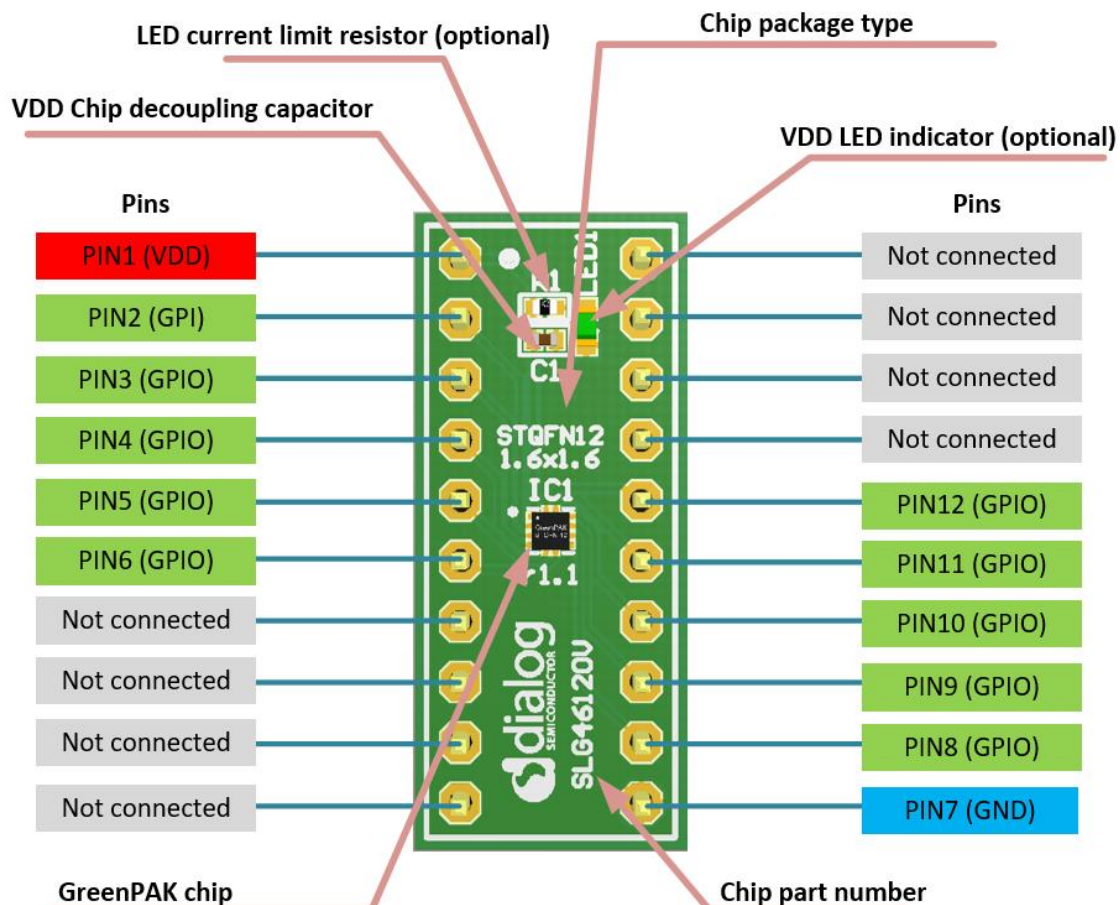 LED current limit resistor (optional)
Chip package type
VDD Chip decoupling capacitor
VDD LED indicator (optional)
Pins
Pins
PIN1 (VDD)
PIN2 (GPI)
PIN3 (GPIO)
PIN4 (GPIO)
PIN5 (GPIO)
PIN6 (GPIO)
Not connected
Not connected
Not connected
Not connected
LED1
C1
STQFN12
1.6x1.6
IC1
GreenPAK
r1.1
dialog
SEMICONDUCTOR
SLG46120V
Not connected
Not connected
Not connected
Not connected
PIN12 (GPIO)
PIN11 (GPIO)
PIN10 (GPIO)
PIN9 (GPIO)
PIN8 (GPIO)
PIN7 (GND)
GreenPAK chip
Chip part number